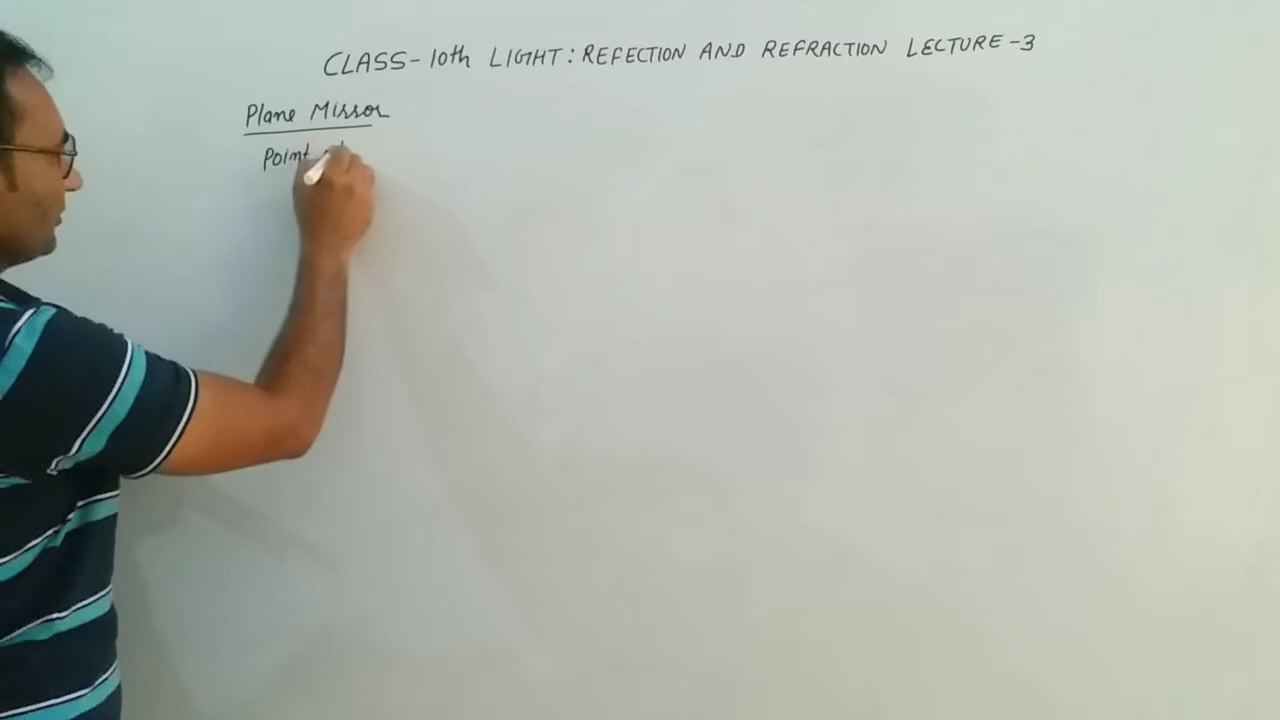 CLASS-10th LIGHT: REFECTION AND REFRACTION LECTURE-3
Plane Mirror
Point